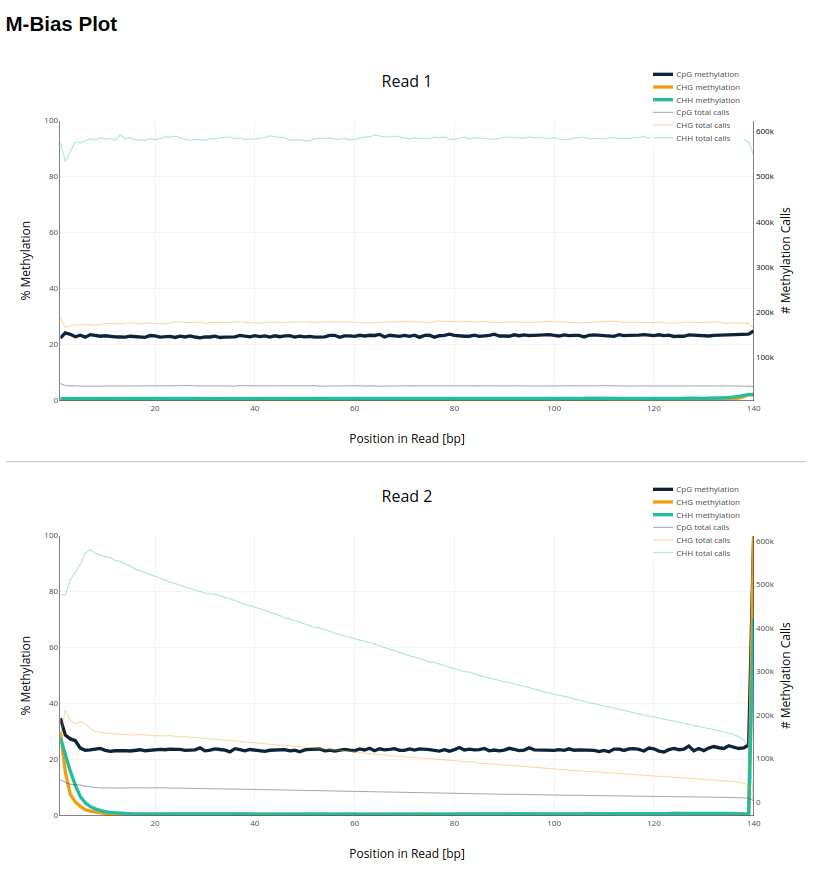 M-Bias Plot
Read 1
CpG methylation
CHG methylation
CHH methylation
CpG total calls
CHG total calls
CHH total calls
100
80
60
40
20
0
600k
500k
400k
300k
200k
100k
20
40
60
80
100
120
140
% Methylation
# Methylation Calls
Position in Read [bp]
Read 2
CpG methylation
CHG methylation
CHH methylation
CpG total calls
CHG total calls
CHH total calls
100
80
60
40
20
0
600k
500k
400k
300k
200k
100k
0
20
40
60
80
100
120
140
% Methylation
# Methylation Calls
Position in Read [bp]